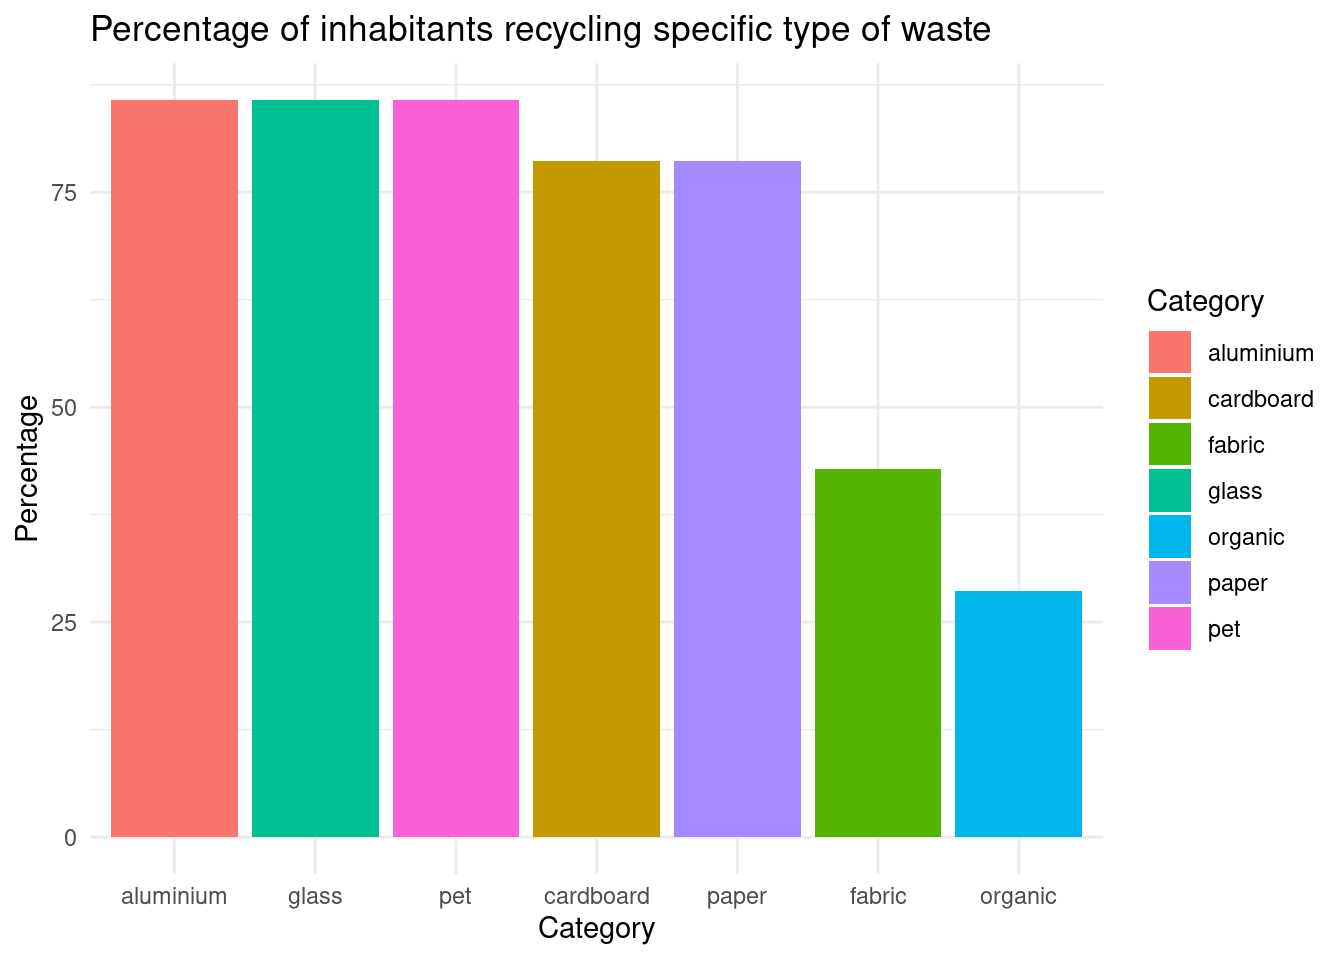 Percentage of inhabitants recycling specific type of waste
Percentage
75
50
25
0
aluminium glass pet cardboard paper fabric organic
Category
Category
aluminium
cardboard
fabric
glass
organic
paper
pet